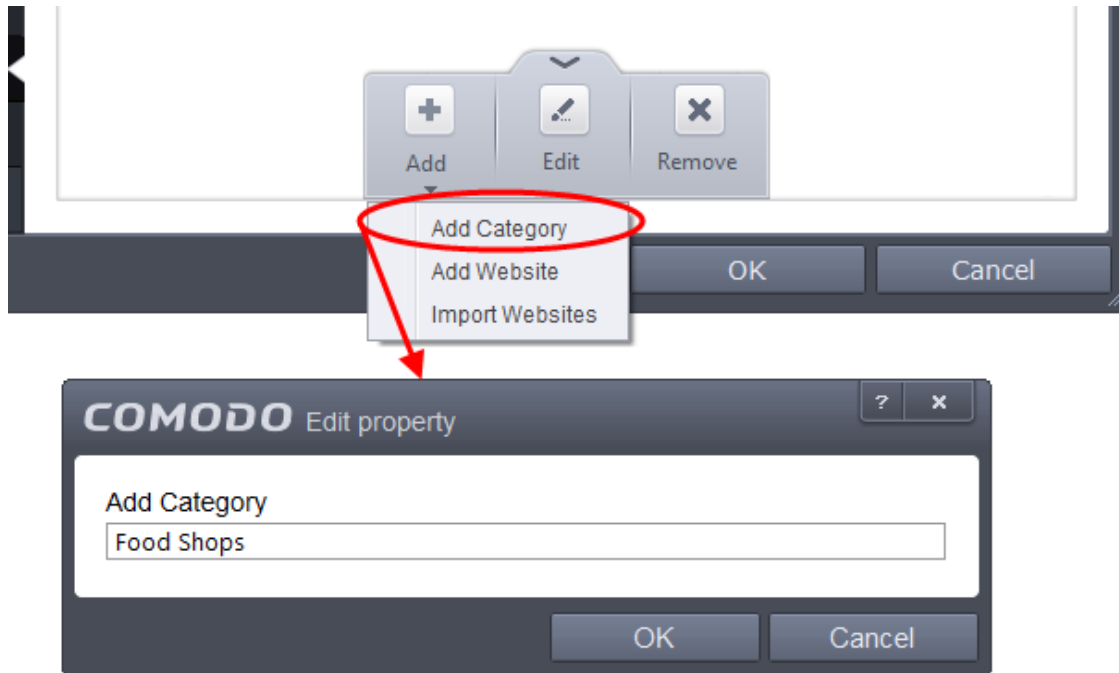 Add Edit Remove
Add Category
Add Website
Import Websites
OK Cancel
COMODO Edit property ? x
Add Category
Food Shops
OK Cancel